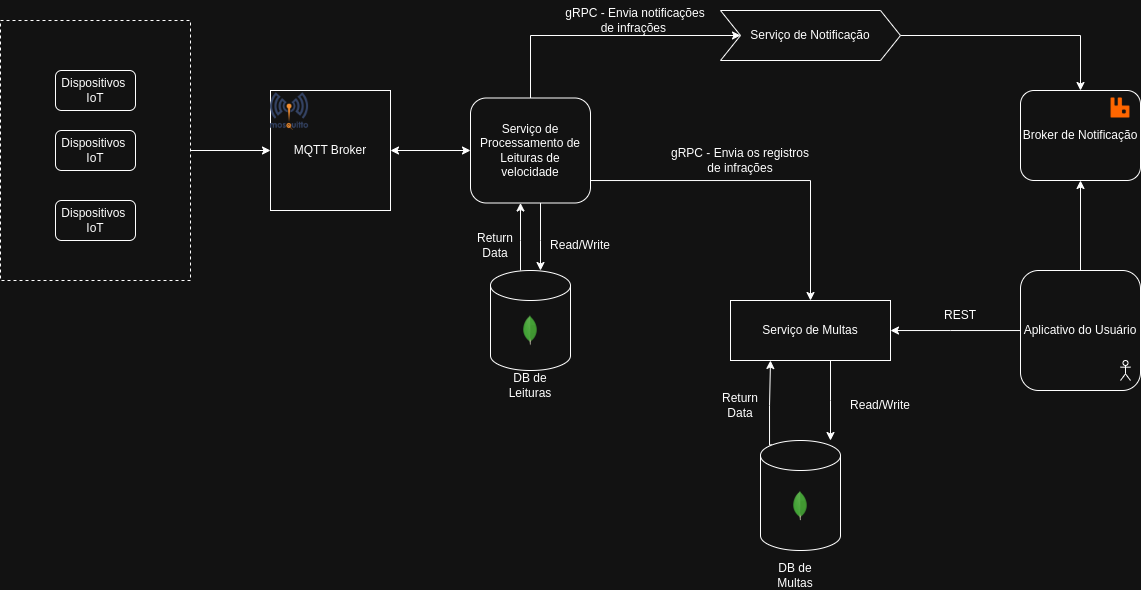 gRPC - Envia notificações
de infrações
Serviço de Notificação
Dispositivos
IoT
Dispositivos
IoT
Dispositivos
IoT
mosquitto
MQTT Broker
Serviço de
Processamento de
Leituras de
velocidade
gRPC - Envia os registros
de infrações
Broker de Notificação
Return
Data
Read/Write
DB de
Leituras
Serviço de Multas
REST
Aplicativo do Usuário
Return
Data
Read/Write
DB de
Multas